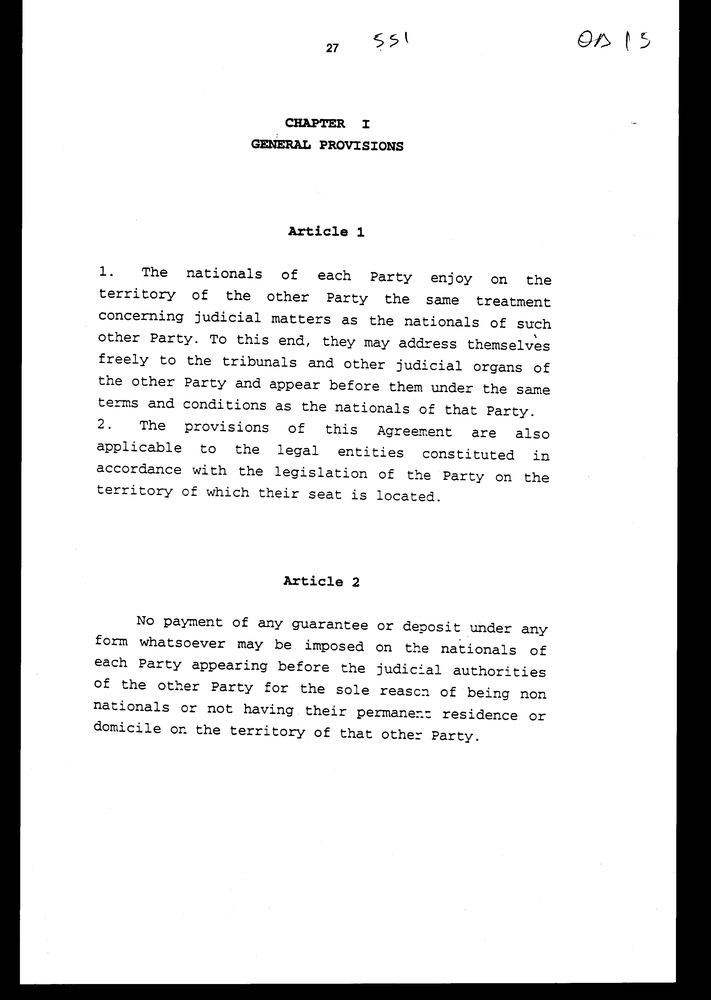 27
551
CHAPTER I
GENERAL PROVISIONS
Article 1
1. The nationals of each Party enjoy on the
territory of the other Party the same treatment
concerning judicial matters as the nationals of such
other Party. To this end, they may address themselves
freely to the tribunals and other judicial organs of
the other Party and appear before them under the same
terms and conditions as the nationals of that Party.
2. The provisions of this Agreement are also
applicable to the legal entities constituted in
accordance with the legislation of the Party on the
territory of which their seat is located.
Article 2
No payment of any guarantee or deposit under any
form whatsoever may be imposed on the nationals of
each Party appearing before the judicial authorities
of the other Party for the sole reason of being non
nationals or not having their permanent residence or
domicile on the territory of that other Party.